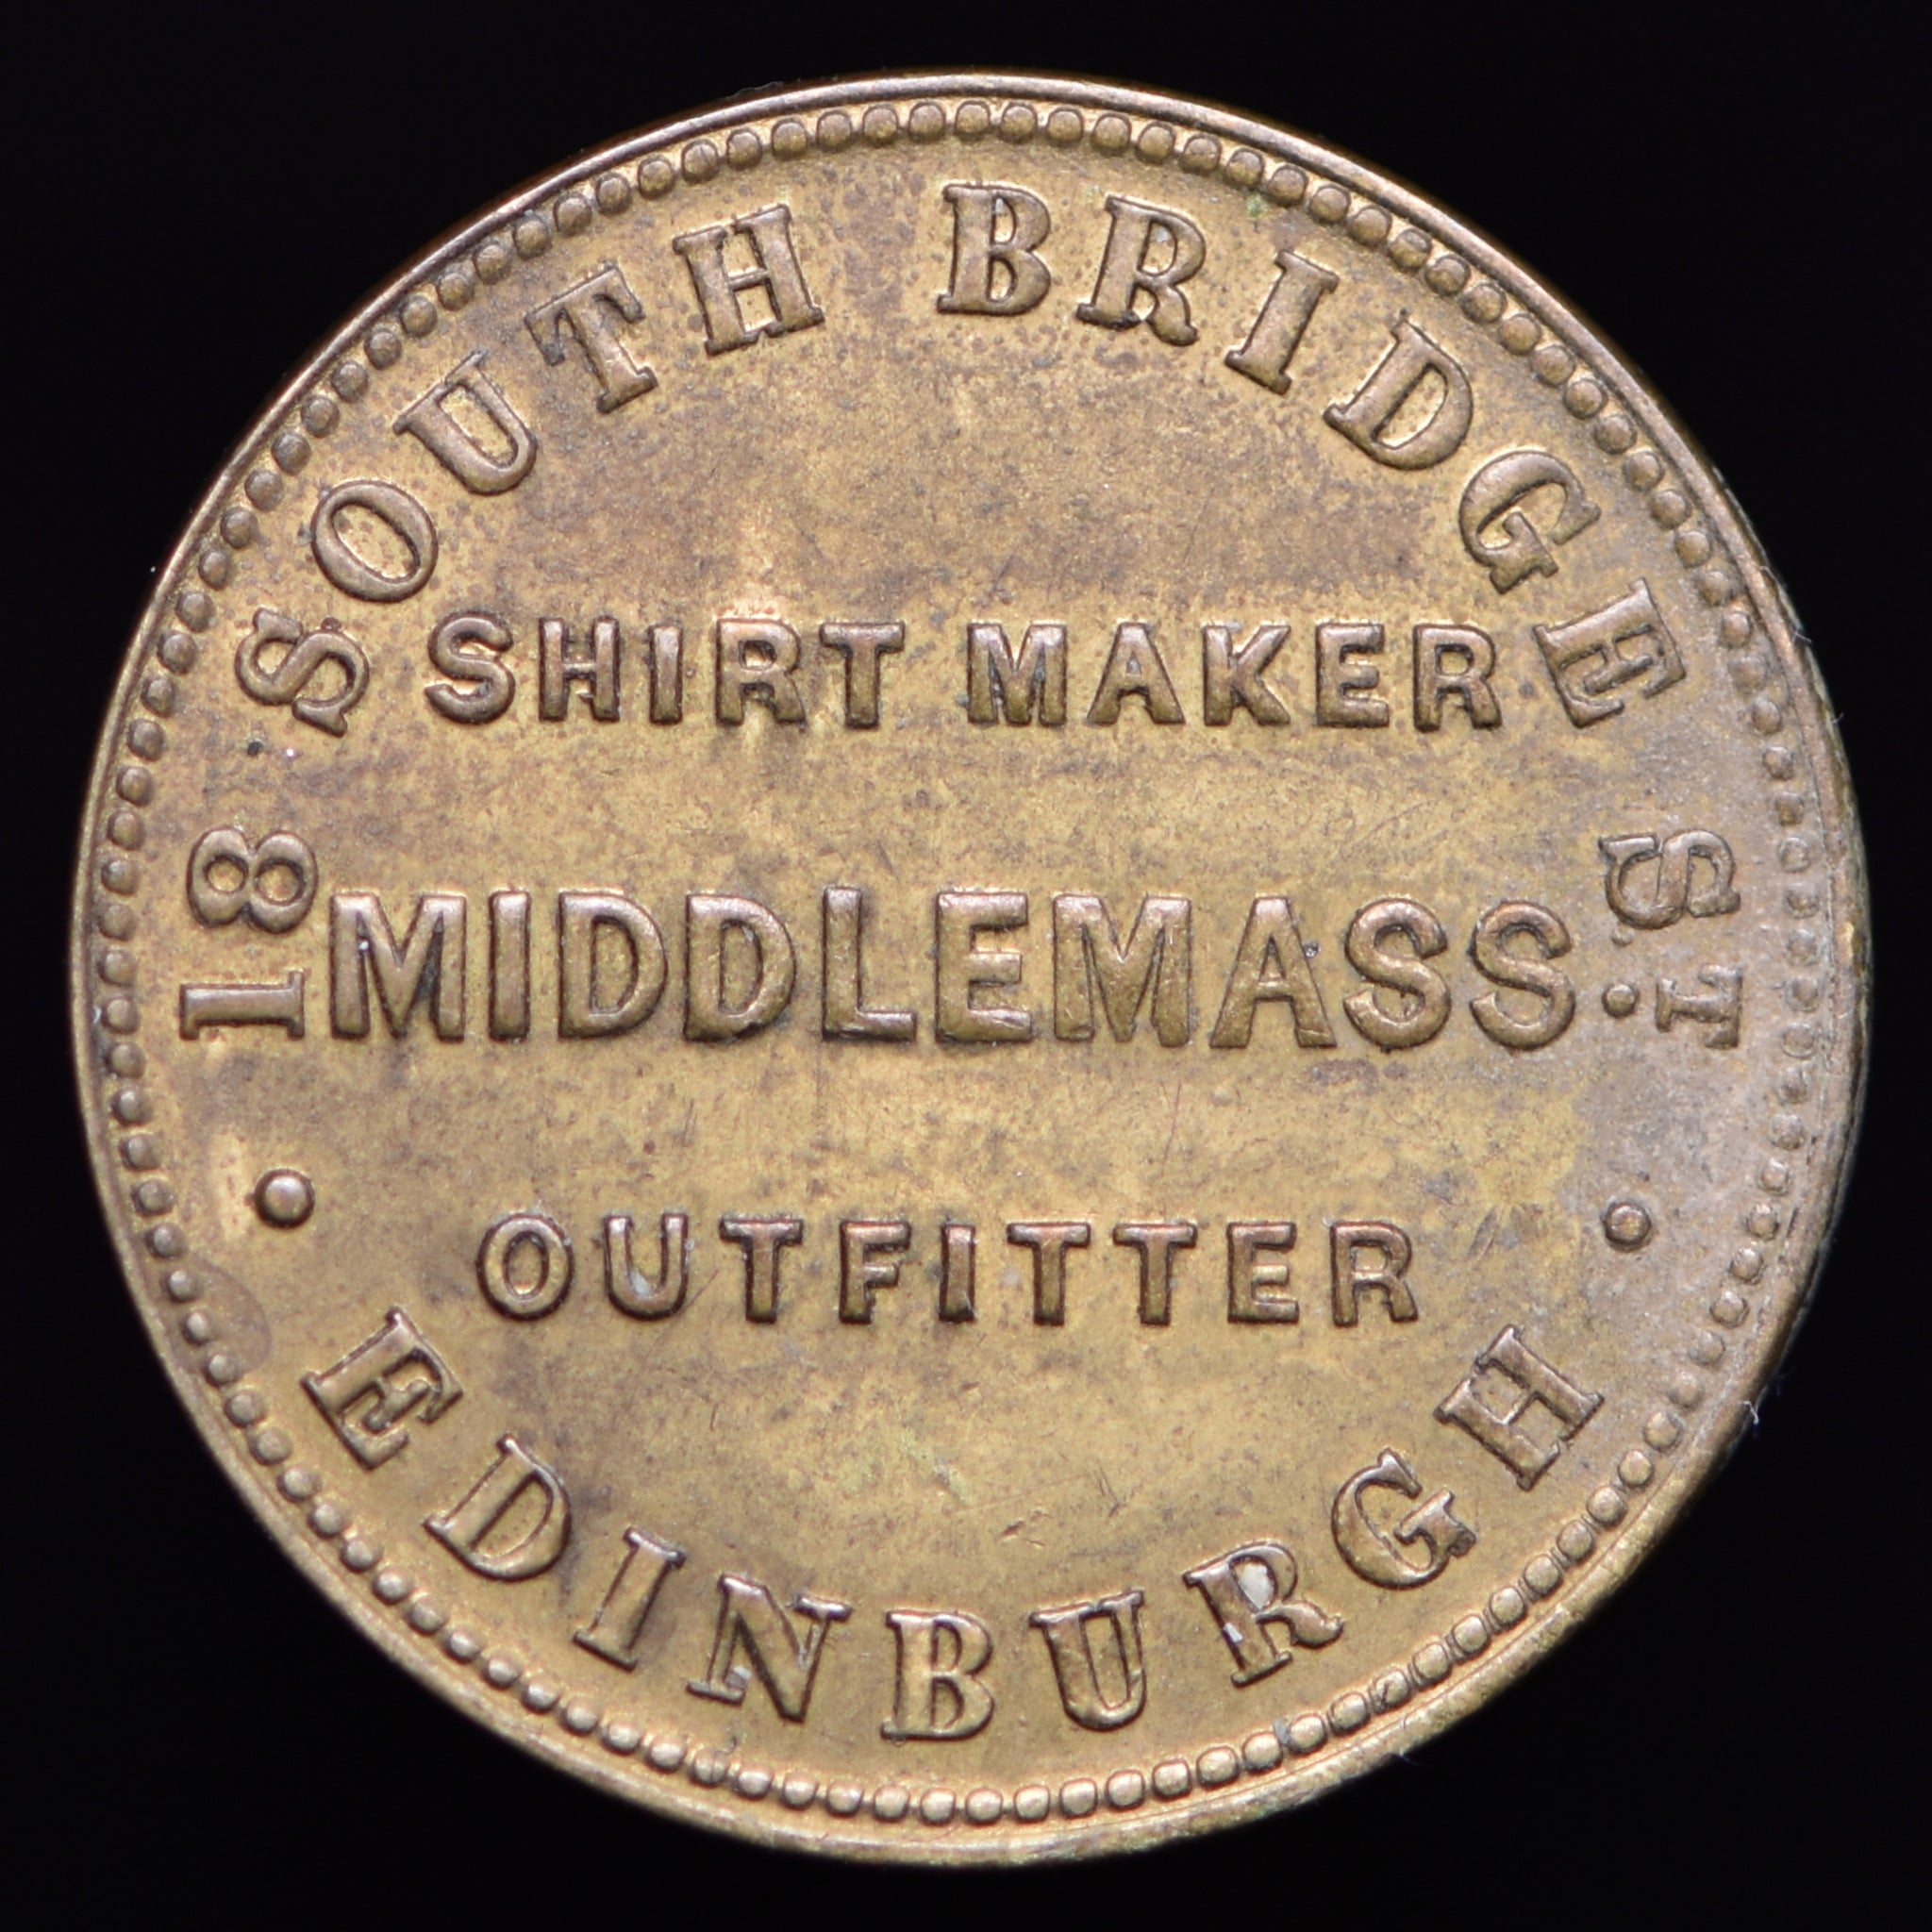 18 SOUTH BRIDGE ST.
SHIRT MAKER
MIDDLEMASS
OUTFITTER
EDINBURGH